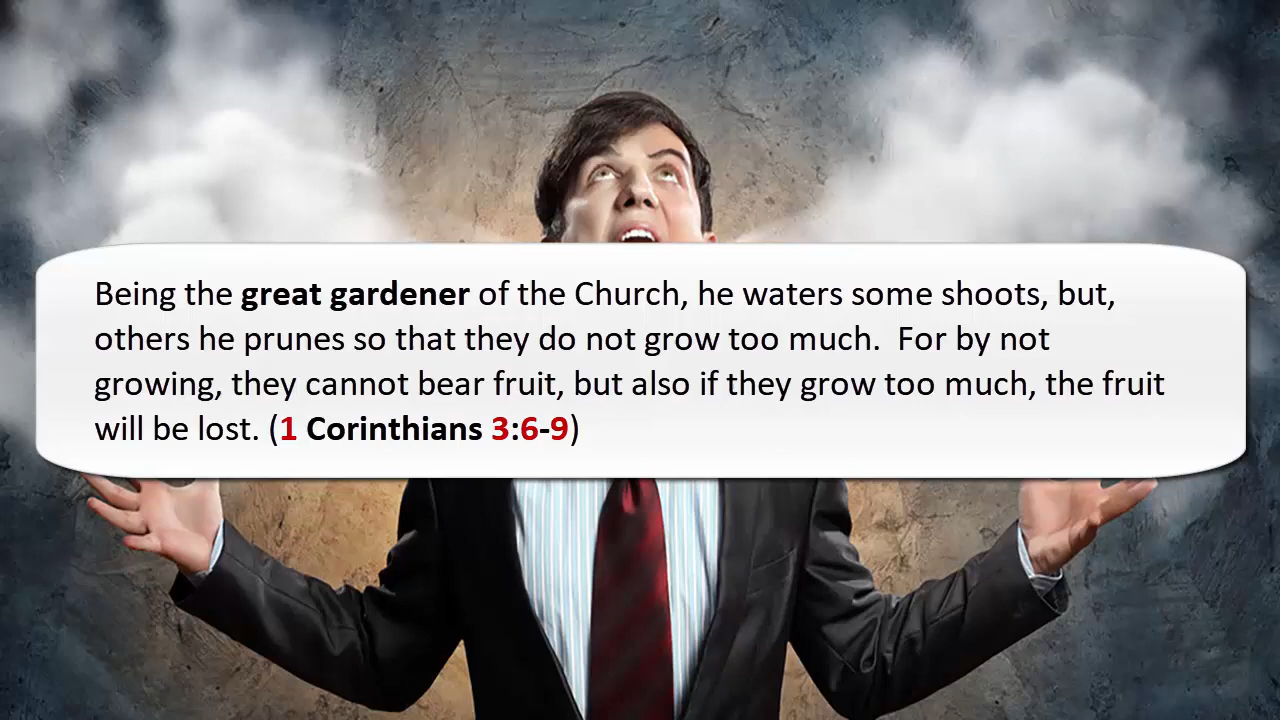 Being the great gardener of the Church, he waters some shoots, but,
others he prunes so that they do not grow too much.  For by not
growing, they cannot bear fruit, but also if they grow too much, the fruit
will be lost. (1 Corinthians 3:6-9)